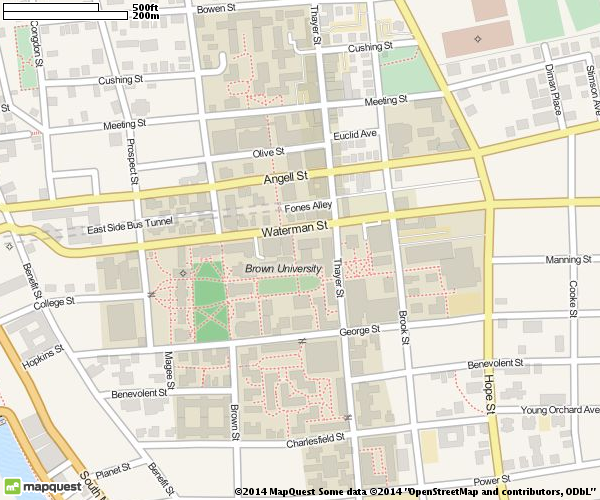 500ft
200m
Bowen St
Thayer St
Congdon St
Cushing St
Cushing St
Diman Place
Stimson Ave
Meeting St
Meeting St
St
Euclid Ave
Prospect St
Olive St
Angell St
Fones Alley
East Side Bus Tunnel
Waterman St
Brown University
Thayer St
Manning St
Benefit St
College St
Cooke St
Brook St
George St
Hopkins St
Magee St
Benevolent St
Benevolent St
Hope St
Brown St
Young Orchard Ave
Charlesfield St
Planet St
Benefit St
South
Power St
mapquest
©2014 MapQuest Some data ©2014 "OpenStreetMap and contributors, ODbL"